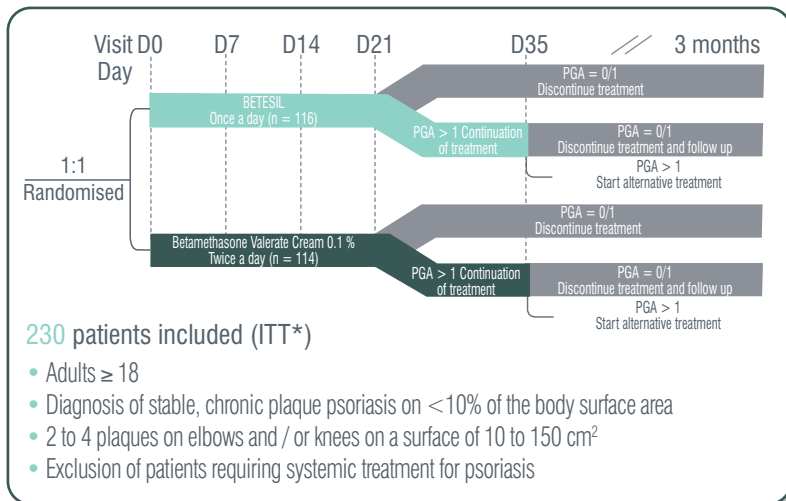 Visit Day
D0 D7 D14 D21 D35 3 months
PGA = 0/1
Discontinue treatment
BETESIL
Once a day (n = 116)
PGA > 1 Continuation
of treatment
PGA = 0/1
Discontinue treatment and follow up
PGA > 1
Start alternative treatment
1:1
Randomised
PGA = 0/1
Discontinue treatment
Betamethasone Valerate Cream 0.1 %
Twice a day (n = 114)
PGA > 1 Continuation
of treatment
PGA = 0/1
Discontinue treatment and follow up
PGA > 1
Start alternative treatment
230 patients included (ITT*)
• Adults ≥ 18
• Diagnosis of stable, chronic plaque psoriasis on <10% of the body surface area
• 2 to 4 plaques on elbows and / or knees on a surface of 10 to 150 cm²
• Exclusion of patients requiring systemic treatment for psoriasis